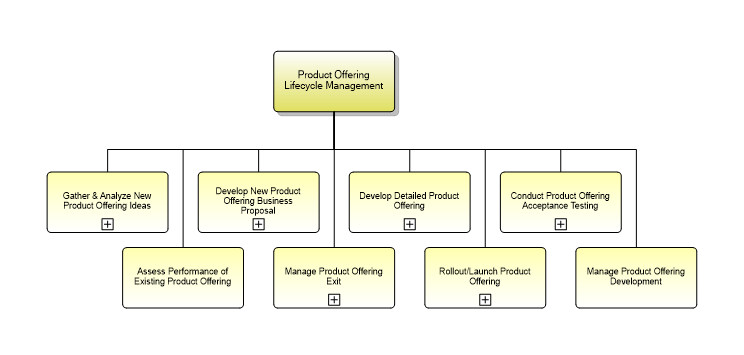 Product Offering
Lifecycle Management
Gather & Analyze New
Product Offering Ideas
Develop New Product
Offering Business
Proposal
Develop Detailed Product
Offering
Conduct Product Offering
Acceptance Testing
Assess Performance of
Existing Product Offering
Manage Product Offering
Exit
Rollout/Launch Product
Offering
Manage Product Offering
Development